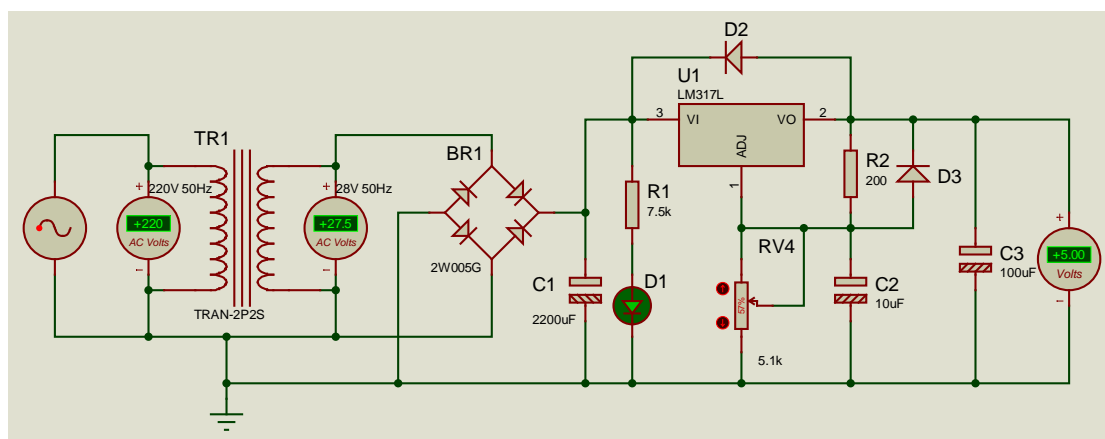 D2
U1
LM317L
3
VI
VO
2
ADJ
1
TR1
BR1
220V 50Hz
28V 50Hz
+
+220
AC Volts
−
+
+27.5
AC Volts
−
TRAN-2P2S
2W005G
R1
7.5k
R2
200
D3
RV4
57%
5.1k
C1
2200uF
D1
C2
10uF
C3
100uF
+
+5.00
Volts
−